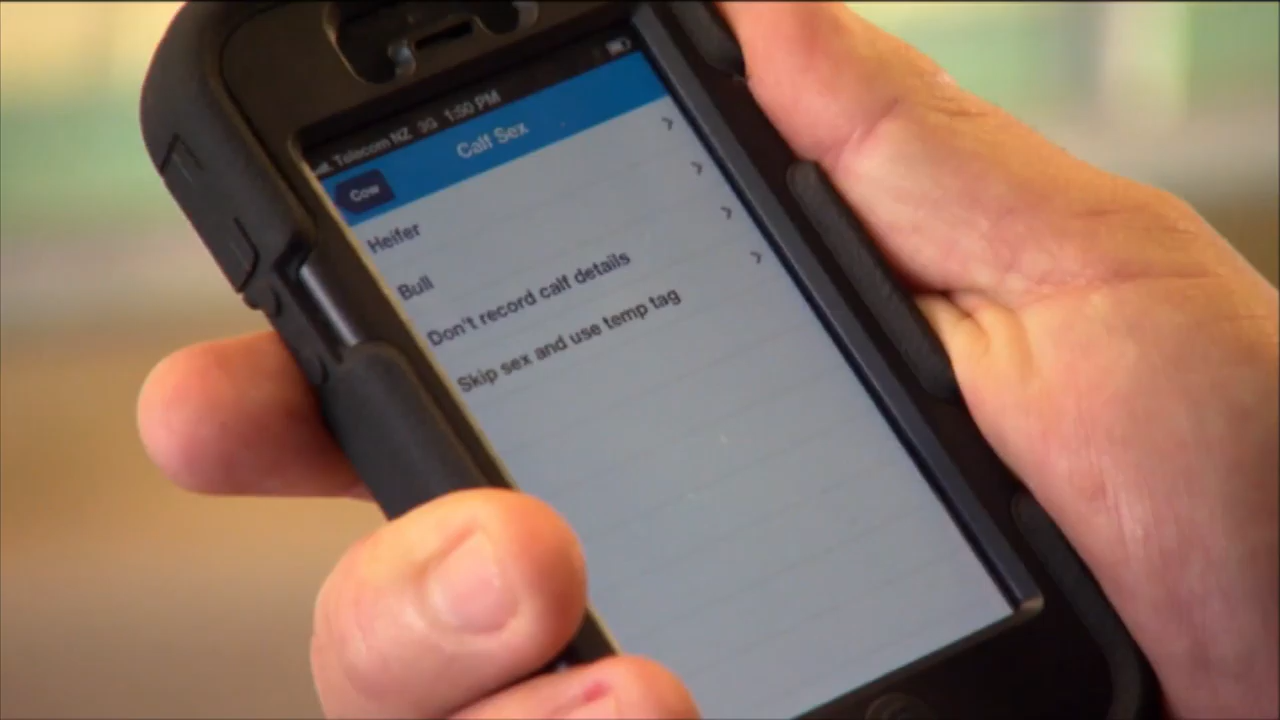 Telecom NZ 3G 1:50 PM
Calf Sex
Cow
Heifer
Bull
Don't record calf details
Skip sex and use temp tag